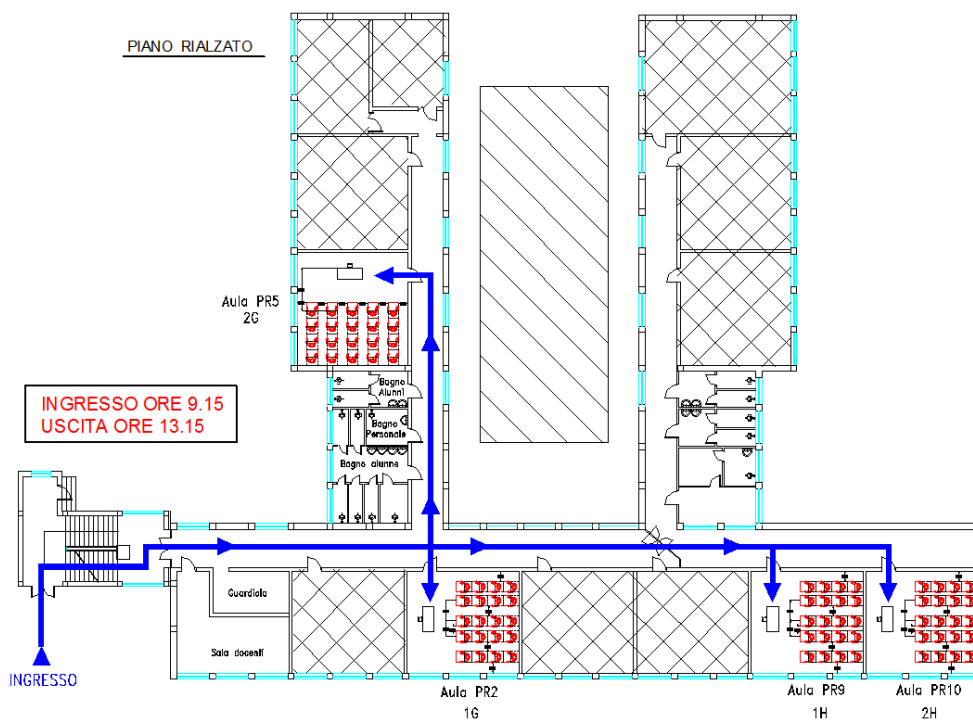 PIANO RIALZATO
Aula PR5
2G
Bagno
Alunni
Bagno
Personale
Bagno alunne
INGRESSO ORE 9.15
USCITA ORE 13.15
Guardiola
Sala docenti
INGRESSO
Aula PR2
1G
Aula PR9
1H
Aula PR10
2H